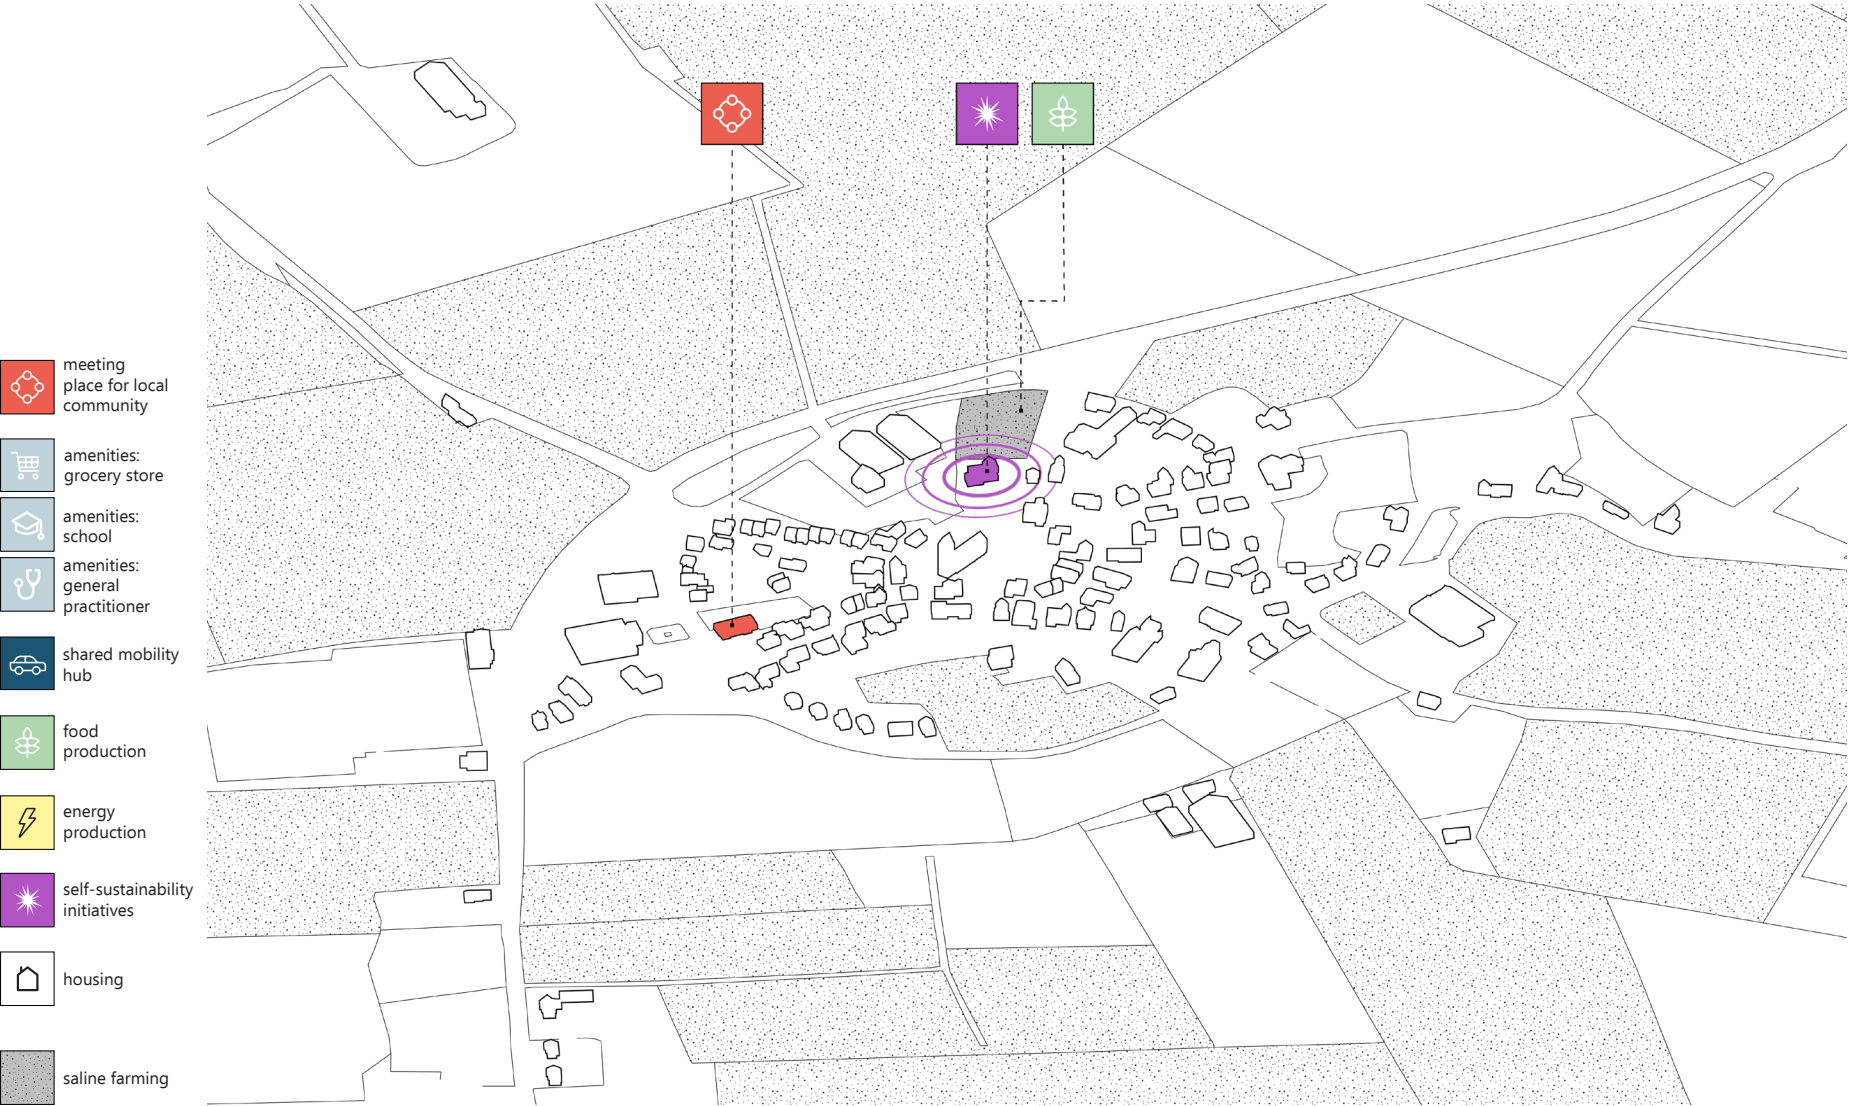 meeting
place for local
community
amenities:
grocery store
amenities:
school
amenities:
general
practitioner
shared mobility
hub
food
production
energy
production
self-sustainability
initiatives
housing
saline farming